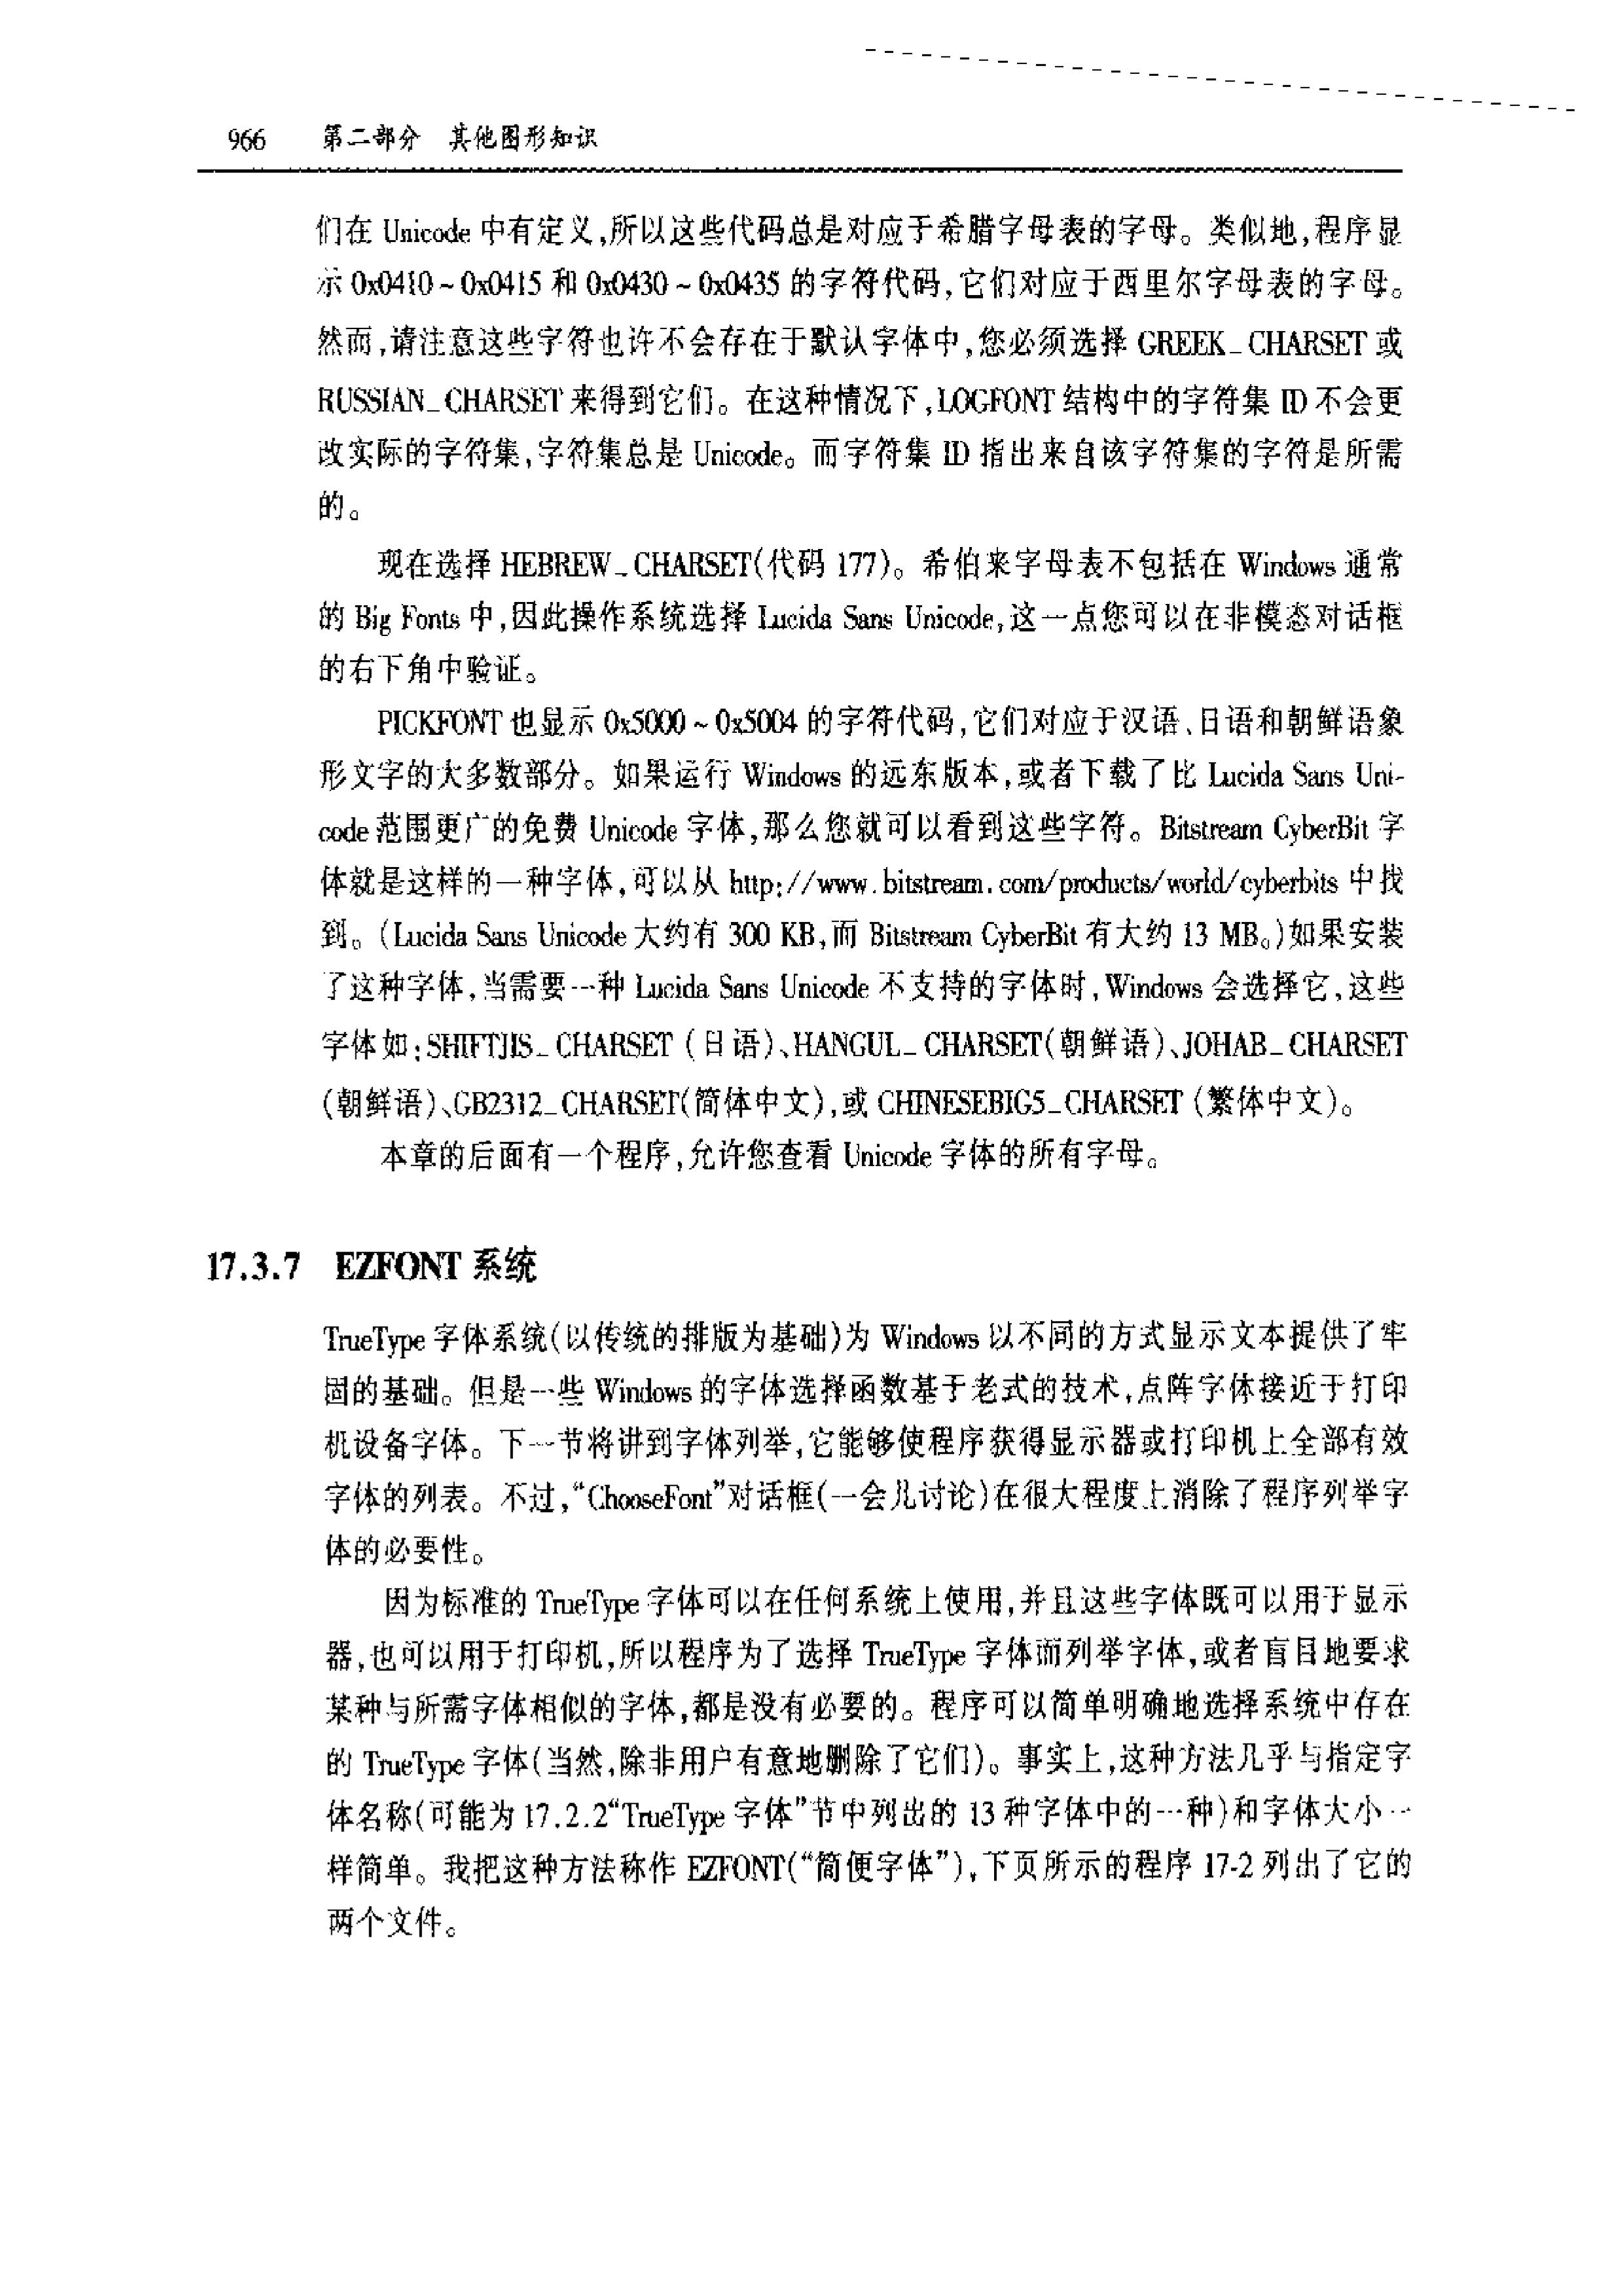 966 第二部分 其他图形知识
们在 Unicode 中有定义,所以这些代码总是对应于希腊字母表的字母。类似地,程序显
示 0x0410 ~ 0x0415 和 0x0430 ~ 0x0435 的字符代码,它们对应于西里尔字母表的字母。
然而,请注意这些字符也许不会存在于默认字体中,您必须选择 GREEK_CHARSET 或
RUSSIAN_CHARSET 来得到它们。在这种情况下,LOGFONT 结构中的字符集 ID 不会更
改实际的字符集,字符集总是 Unicode。而字符集 ID 指出来自该字符集的字符是所需
的。
现在选择 HEBREW_CHARSET(代码 177)。希伯来字母表不包括在 Windows 通常
的 Big Fonts 中,因此操作系统选择 Lucida Sans Unicode,这一点您可以在非模态对话框
的右下角中验证。
PICKFONT 也显示 0x5000 ~ 0x5004 的字符代码,它们对应于汉语、日语和朝鲜语象
形文字的大多数部分。如果运行 Windows 的远东版本,或者下载了比 Lucida Sans Uni-
code 范围更广的免费 Unicode 字体,那么您就可以看到这些字符。Bitstream CyberBit 字
体就是这样的一种字体,可以从 http://www.bitstream.com/products/world/cyberbits 中找
到。(Lucida Sans Unicode 大约有 300 KB,而 Bitstream CyberBit 有大约 13 MB。)如果安装
了这种字体,当需要一种 Lucida Sans Unicode 不支持的字体时,Windows 会选择它,这些
字体如:SHIFTJIS_CHARSET (日语)、HANGUL_CHARSET(朝鲜语)、JOHAB_CHARSET
(朝鲜语)、GB2312_CHARSET(简体中文),或 CHINESEBIG5_CHARSET (繁体中文)。
本章的后面有一个程序,允许您查看 Unicode 字体的所有字母。
17.3.7 EZFONT 系统
TrueType 字体系统(以传统的排版为基础)为 Windows 以不同的方式显示文本提供了牢
固的基础。但是一些 Windows 的字体选择函数基于老式的技术,点阵字体接近于打印
机设备字体。下一节将讲到字体列举,它能够使程序获得显示器或打印机上全部有效
字体的列表。不过,“ChooseFont”对话框(一会儿讨论)在很大程度上消除了程序列举字
体的必要性。
因为标准的 TrueType 字体可以在任何系统上使用,并且这些字体既可以用于显示
器,也可以用于打印机,所以程序为了选择 TrueType 字体而列举字体,或者盲目地要求
某种与所需字体相似的字体,都是没有必要的。程序可以简单明确地选择系统中存在
的 TrueType 字体(当然,除非用户有意地删除了它们)。事实上,这种方法几乎与指定字
体名称(可能为 17.2.2“TrueType 字体”节中列出的 13 种字体中的一种)和字体大小一
样简单。我把这种方法称作 EZFONT(“简便字体”),下页所示的程序 17-2 列出了它的
两个文件。